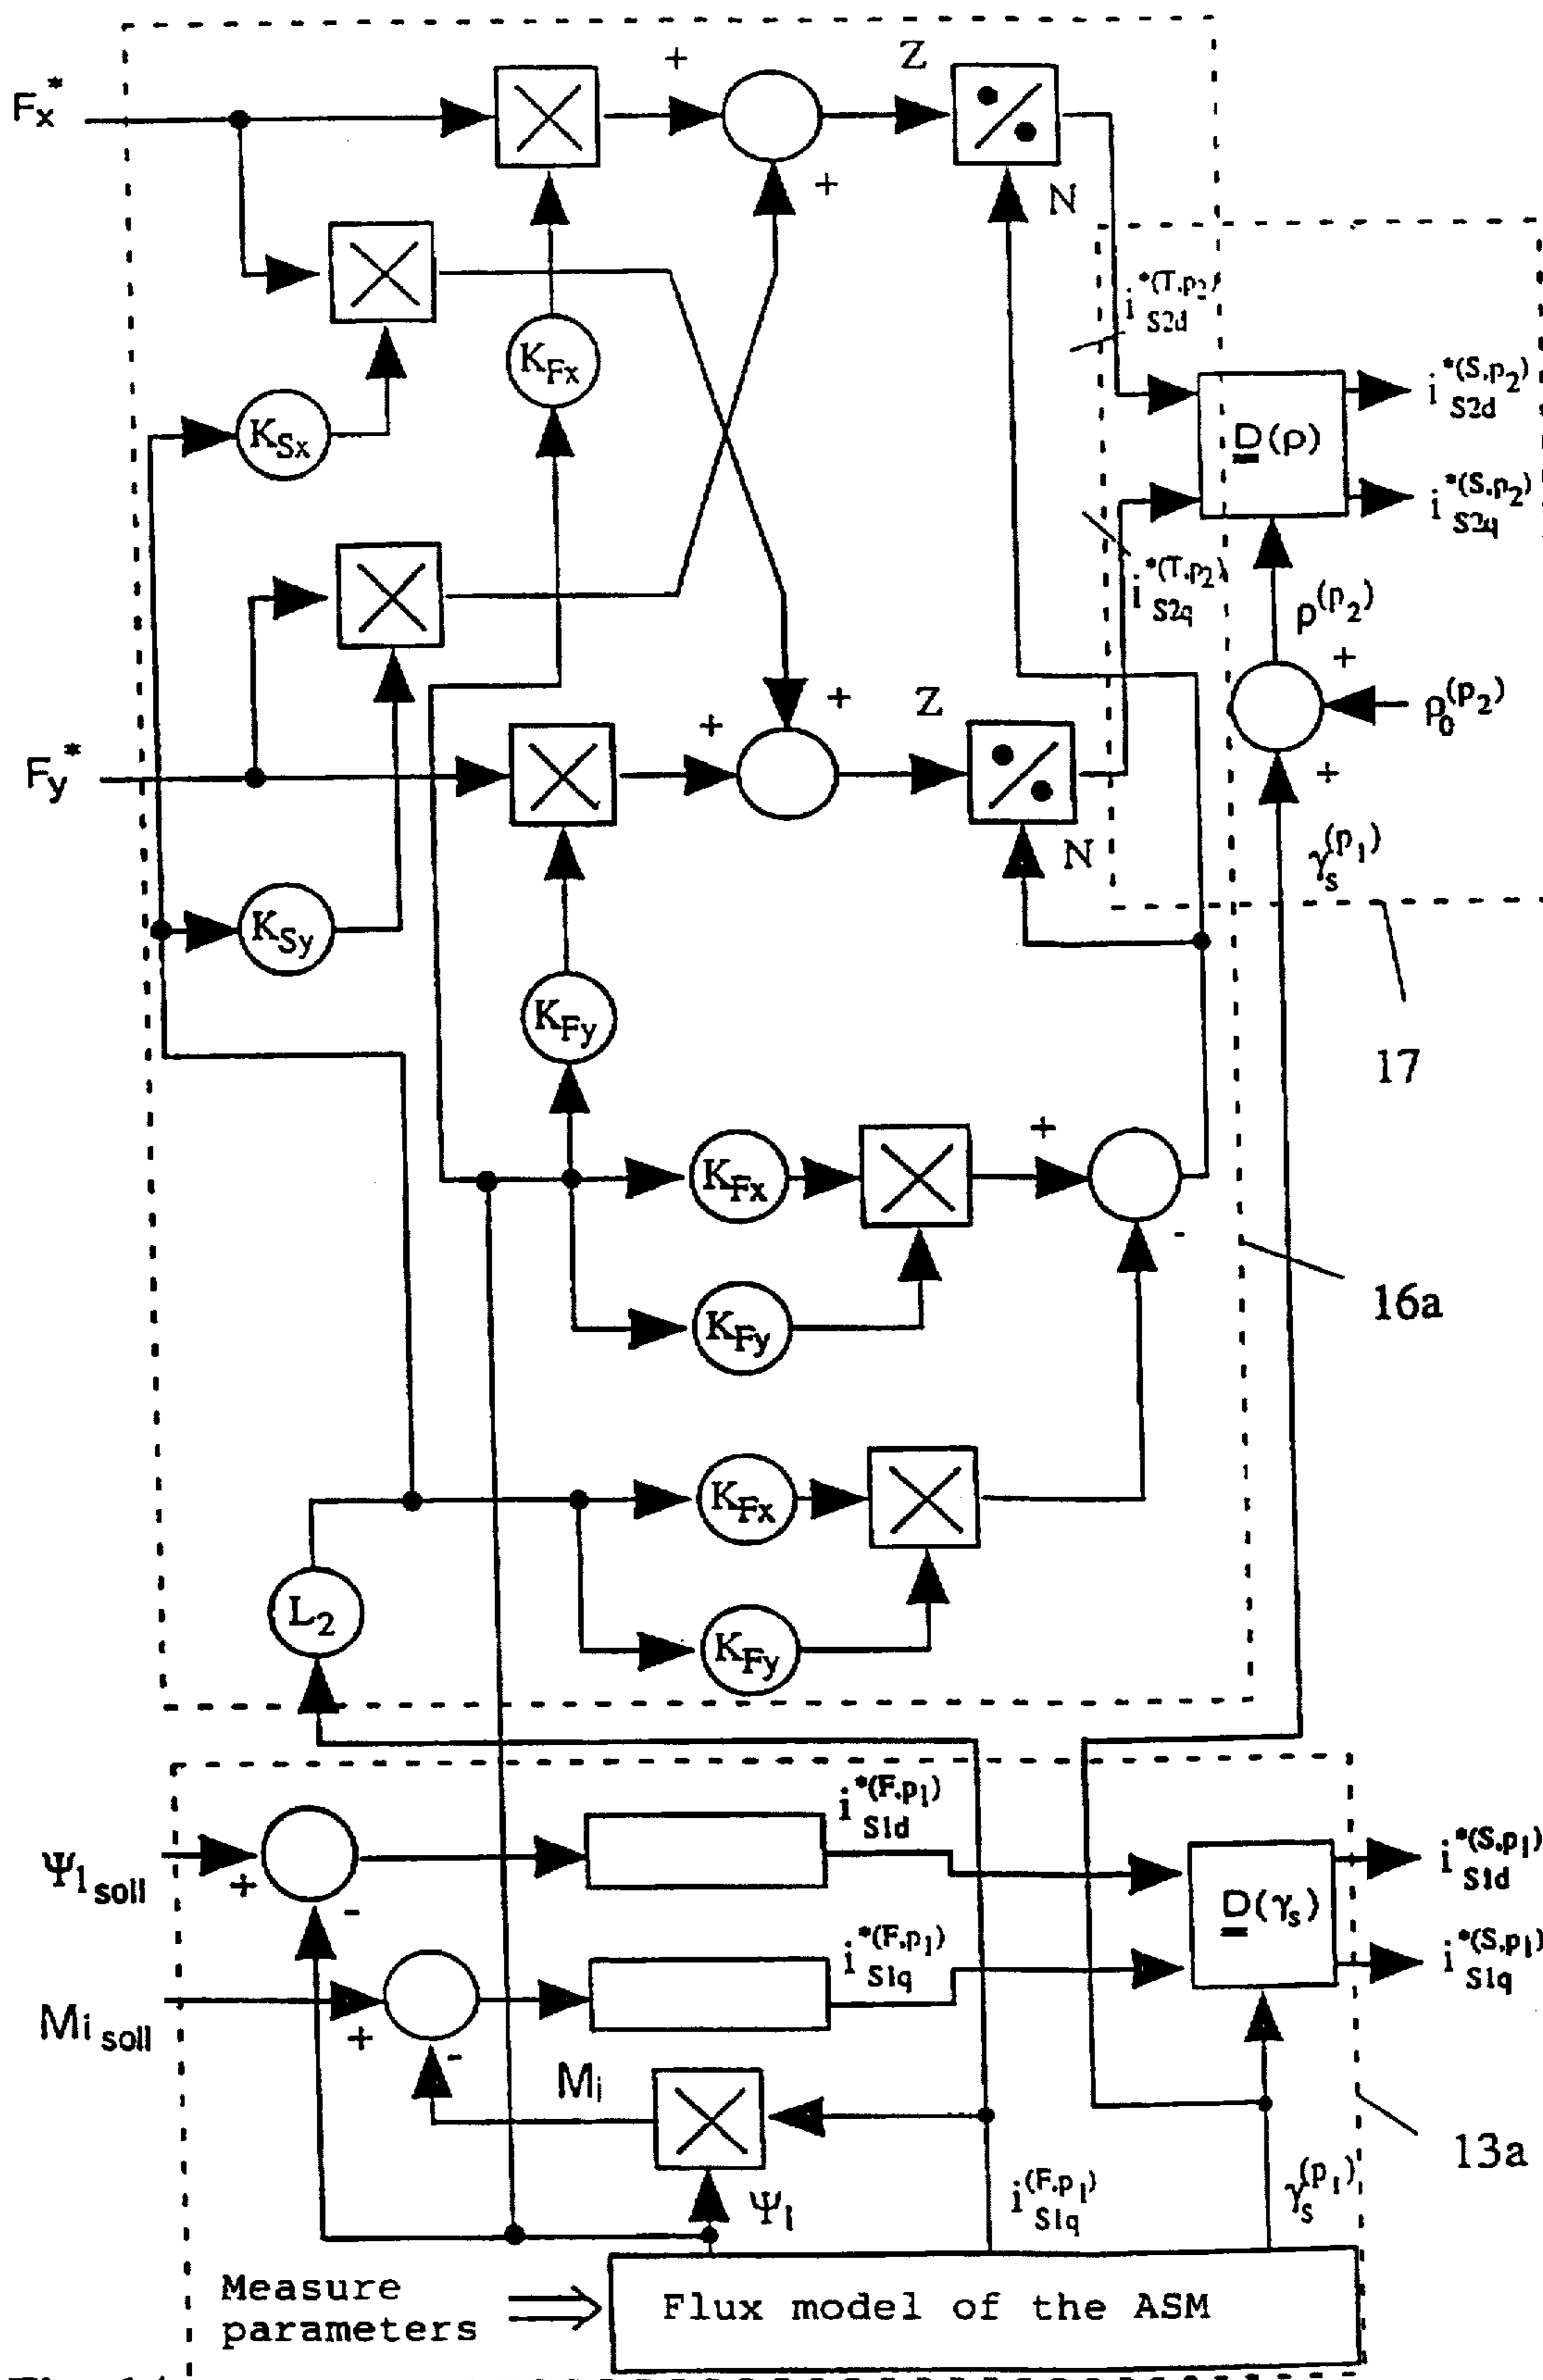 Fx*
+
Z
+
N
i*(T,p2) S2d
KFx
i*(S,p2) S2d
KSx
D(ρ)
i*(S,p2) S2q
i*(T,p2) S2q
ρ(p2)
+
ρ0(p2)
+
+
Z
+
Fy*
N
γs(p1)
KSy
KFy
17
KFx
+
-
16a
KFy
KFx
L2
KFy
i*(F,p1) S1d
Ψ1soll
+
-
D(γs)
i*(S,p1) S1d
i*(F,p1) S1q
i*(S,p1) S1q
Mi soll
+
-
Mi
13a
Ψ1
i(F,p1) S1q
γs(p1)
Measure
parameters
Flux model of the ASM